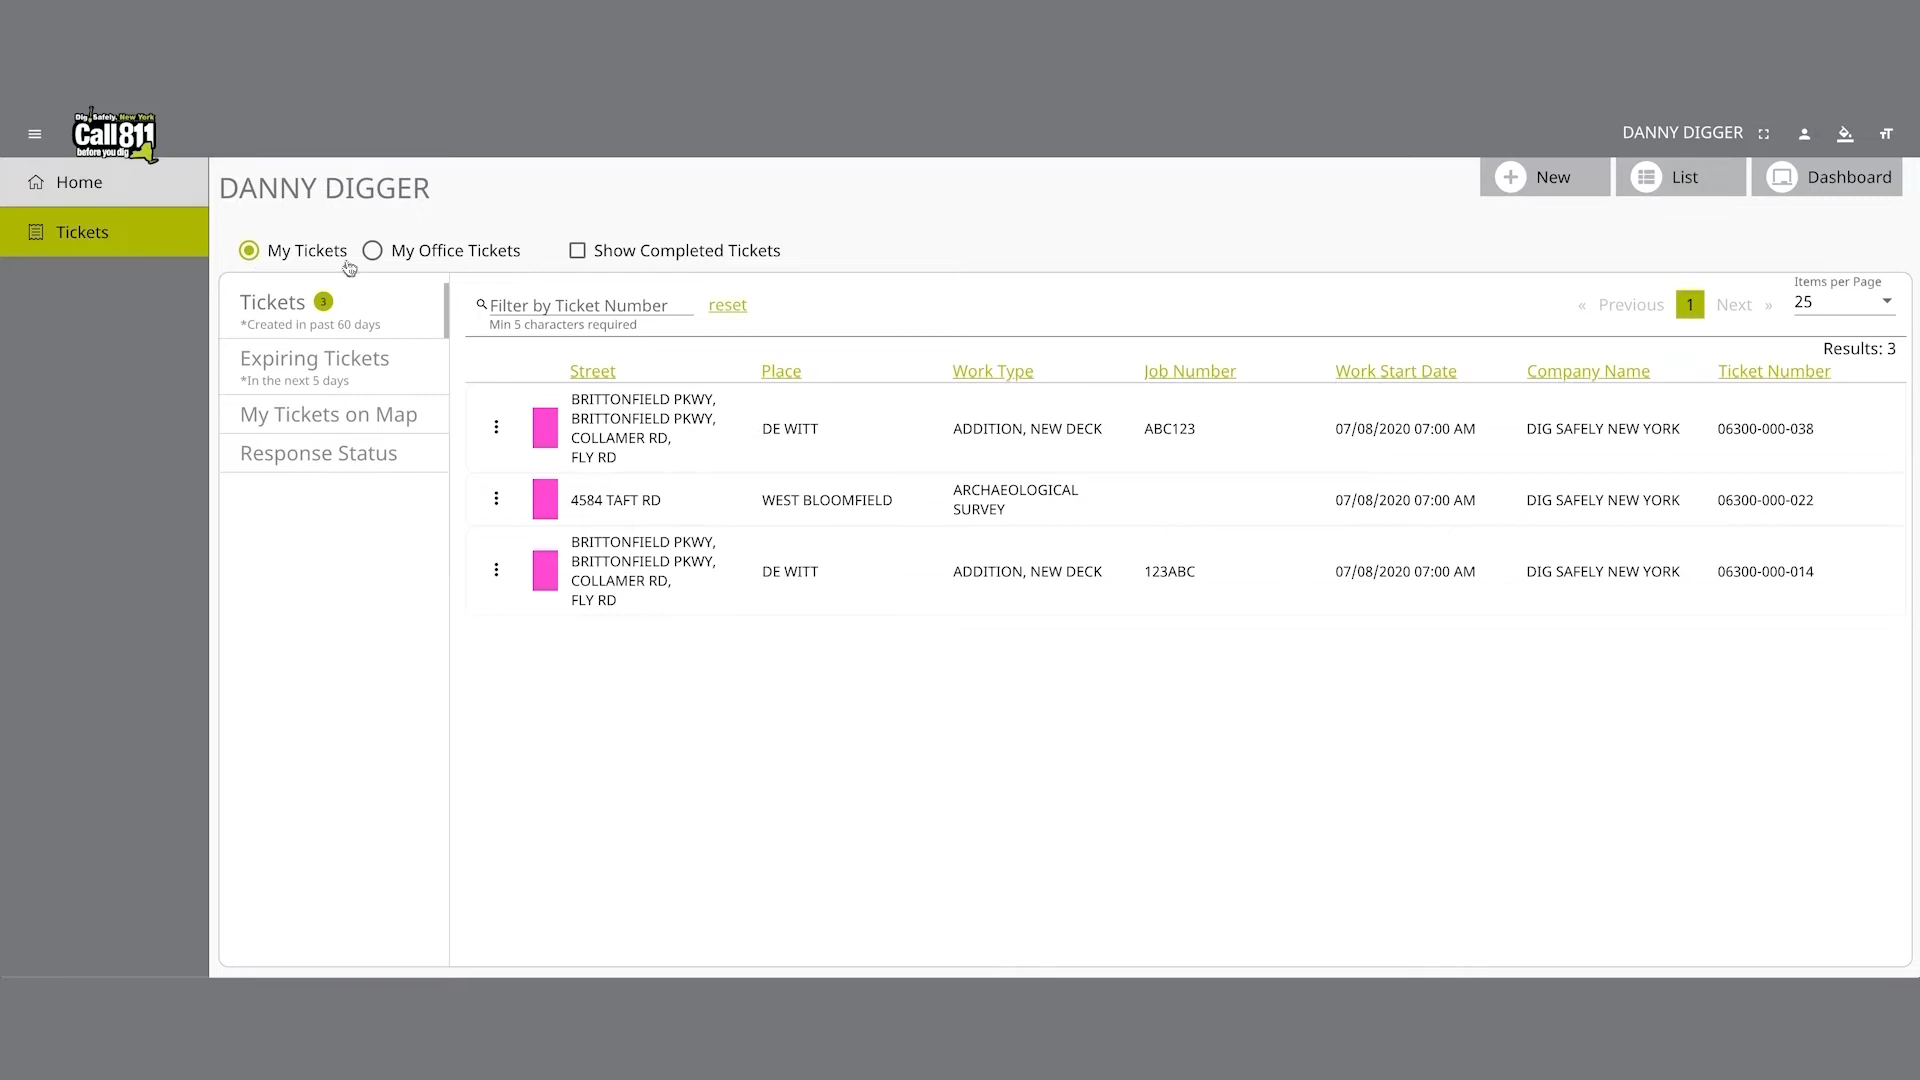 Dig Safely. New York
Call 811
before you dig
DANNY DIGGER
Home
Tickets
DANNY DIGGER
New
List
Dashboard
My Tickets
My Office Tickets
Show Completed Tickets
Tickets 3
*Created in past 60 days
Expiring Tickets
*In the next 5 days
My Tickets on Map
Response Status
Filter by Ticket Number reset
Min 5 characters required
« Previous 1 Next »
Items per Page
25
Results: 3
Street Place Work Type Job Number Work Start Date Company Name Ticket Number
BRITTONFIELD PKWY,
BRITTONFIELD PKWY,
COLLAMER RD,
FLY RD
DE WITT ADDITION, NEW DECK ABC123 07/08/2020 07:00 AM DIG SAFELY NEW YORK 06300-000-038
4584 TAFT RD WEST BLOOMFIELD
ARCHAEOLOGICAL
SURVEY
07/08/2020 07:00 AM DIG SAFELY NEW YORK 06300-000-022
BRITTONFIELD PKWY,
BRITTONFIELD PKWY,
COLLAMER RD,
FLY RD
DE WITT ADDITION, NEW DECK 123ABC 07/08/2020 07:00 AM DIG SAFELY NEW YORK 06300-000-014